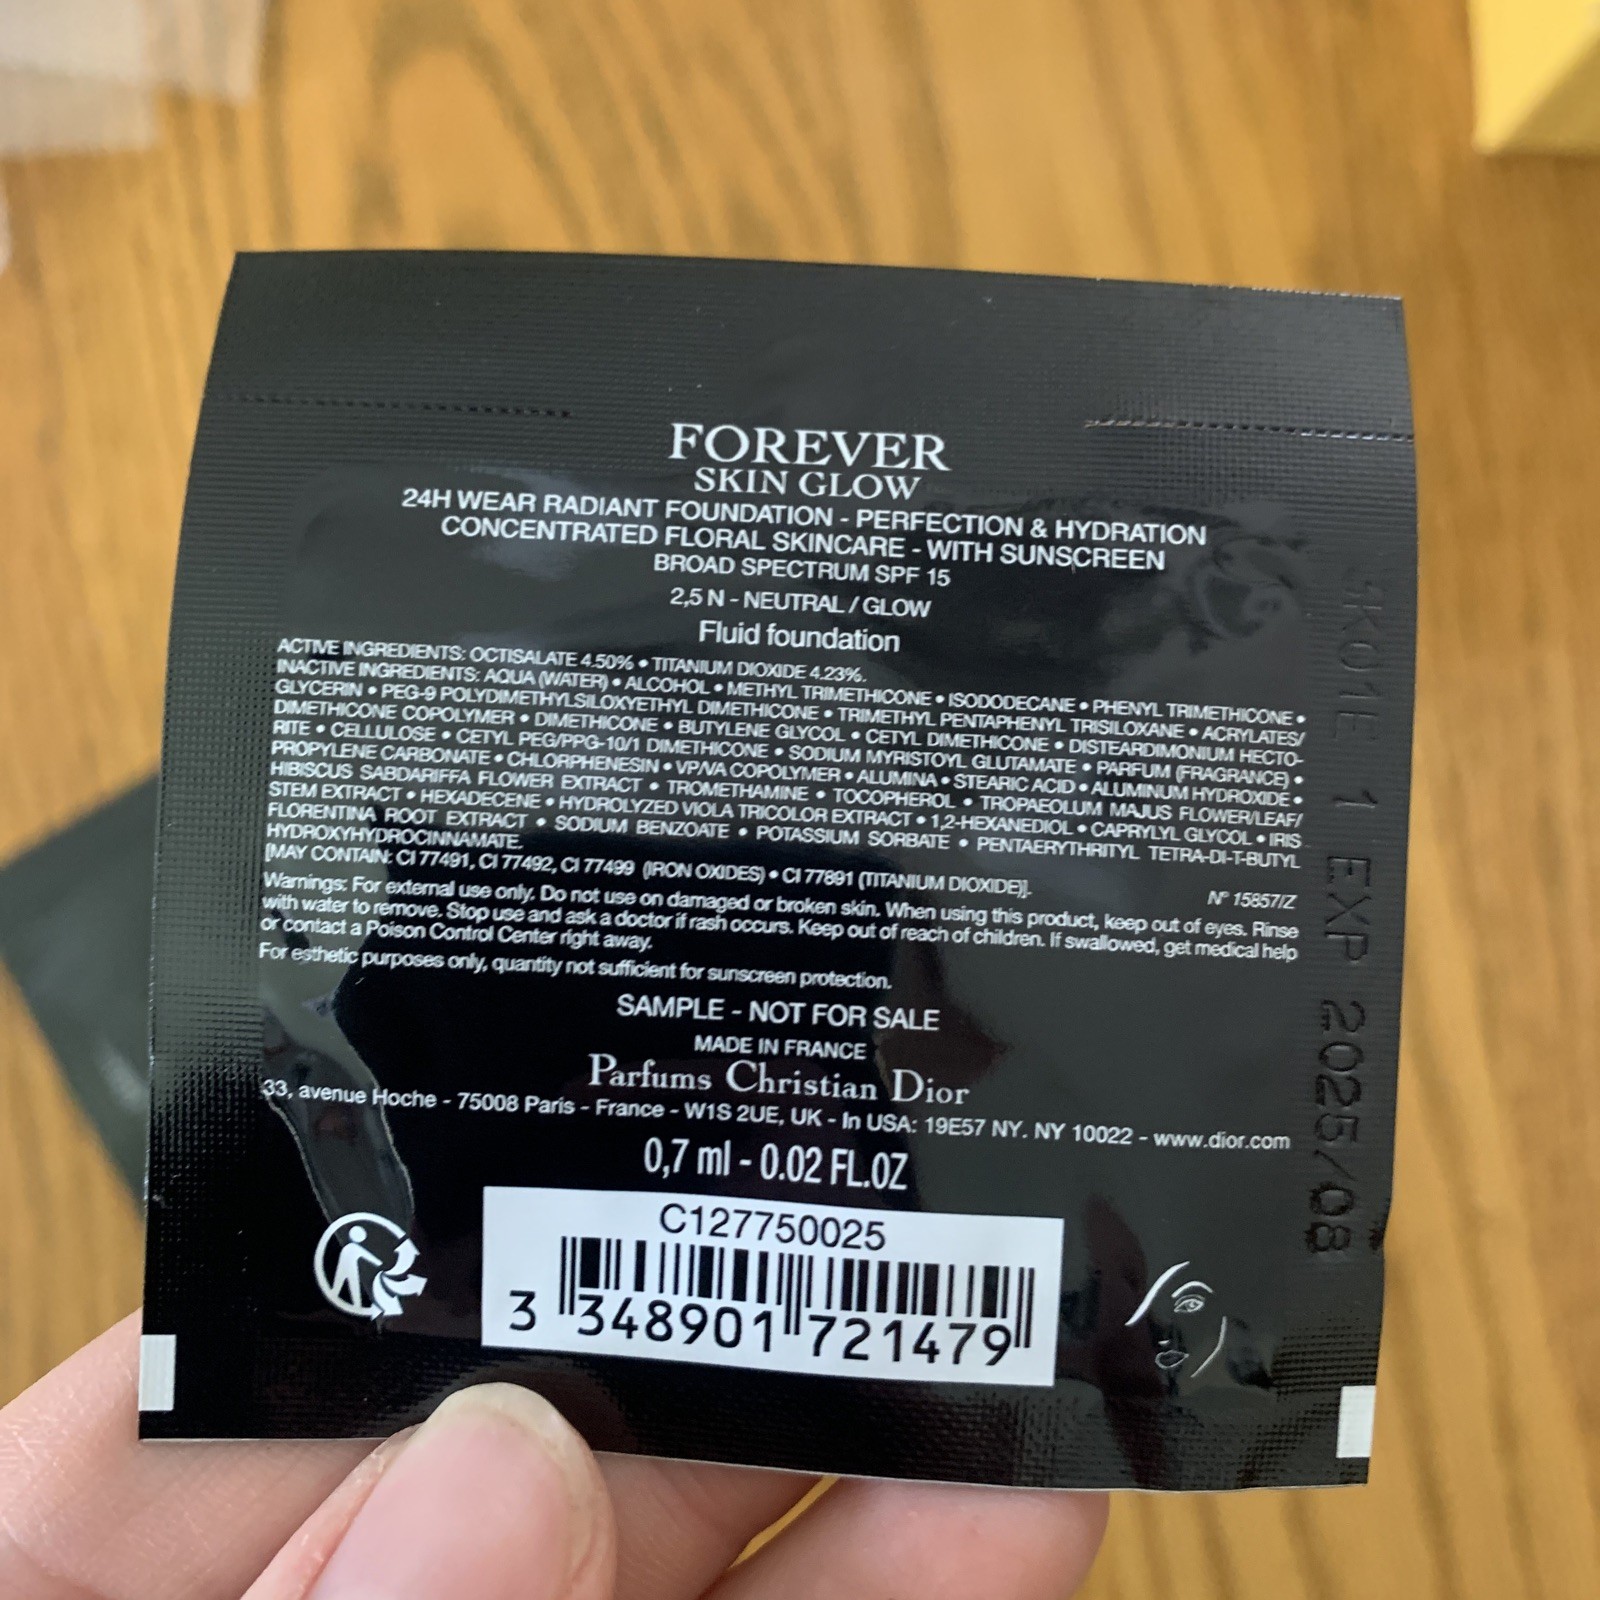 FOREVER
SKIN GLOW
24H WEAR RADIANT FOUNDATION - PERFECTION & HYDRATION
CONCENTRATED FLORAL SKINCARE - WITH SUNSCREEN
BROAD SPECTRUM SPF 15
2,5 N - NEUTRAL / GLOW
Fluid foundation
ACTIVE INGREDIENTS: OCTISALATE 4.50% • TITANIUM DIOXIDE 4.23%.
INACTIVE INGREDIENTS: AQUA (WATER) • ALCOHOL • METHYL TRIMETHICONE • ISODODECANE • PHENYL TRIMETHICONE •
GLYCERIN • PEG-9 POLYDIMETHYLSILOXYETHYL DIMETHICONE • TRIMETHYL PENTAPHENYL TRISILOXANE • ACRYLATES/
DIMETHICONE COPOLYMER • DIMETHICONE • BUTYLENE GLYCOL • CETYL DIMETHICONE • DISTEARDIMONIUM HECTO-
RITE • CELLULOSE • CETYL PEG/PPG-10/1 DIMETHICONE • SODIUM MYRISTOYL GLUTAMATE • PARFUM (FRAGRANCE) •
PROPYLENE CARBONATE • CHLORPHENESIN • VP/VA COPOLYMER • ALUMINA • STEARIC ACID • ALUMINUM HYDROXIDE •
HIBISCUS SABDARIFFA FLOWER EXTRACT • TROMETHAMINE • TOCOPHEROL • TROPAEOLUM MAJUS FLOWER/LEAF/
STEM EXTRACT • HEXADECENE • HYDROLYZED VIOLA TRICOLOR EXTRACT • 1,2-HEXANEDIOL • CAPRYLYL GLYCOL • IRIS
FLORENTINA ROOT EXTRACT • SODIUM BENZOATE • POTASSIUM SORBATE • PENTAERYTHRITYL TETRA-DI-T-BUTYL
HYDROXYHYDROCINNAMATE.
[MAY CONTAIN: CI 77491, CI 77492, CI 77499 (IRON OXIDES) • CI 77891 (TITANIUM DIOXIDE)].
N° 15857/Z
Warnings: For external use only. Do not use on damaged or broken skin. When using this product, keep out of eyes. Rinse
with water to remove. Stop use and ask a doctor if rash occurs. Keep out of reach of children. If swallowed, get medical help
or contact a Poison Control Center right away.
For esthetic purposes only, quantity not sufficient for sunscreen protection.
SAMPLE - NOT FOR SALE
MADE IN FRANCE
Parfums Christian Dior
33, avenue Hoche - 75008 Paris - France - W1S 2UE, UK - In USA: 19E57 NY. NY 10022 - www.dior.com
0,7 ml - 0.02 FL.OZ
C127750025
3 348901 721479
3K01E 1 EXP 2025/08